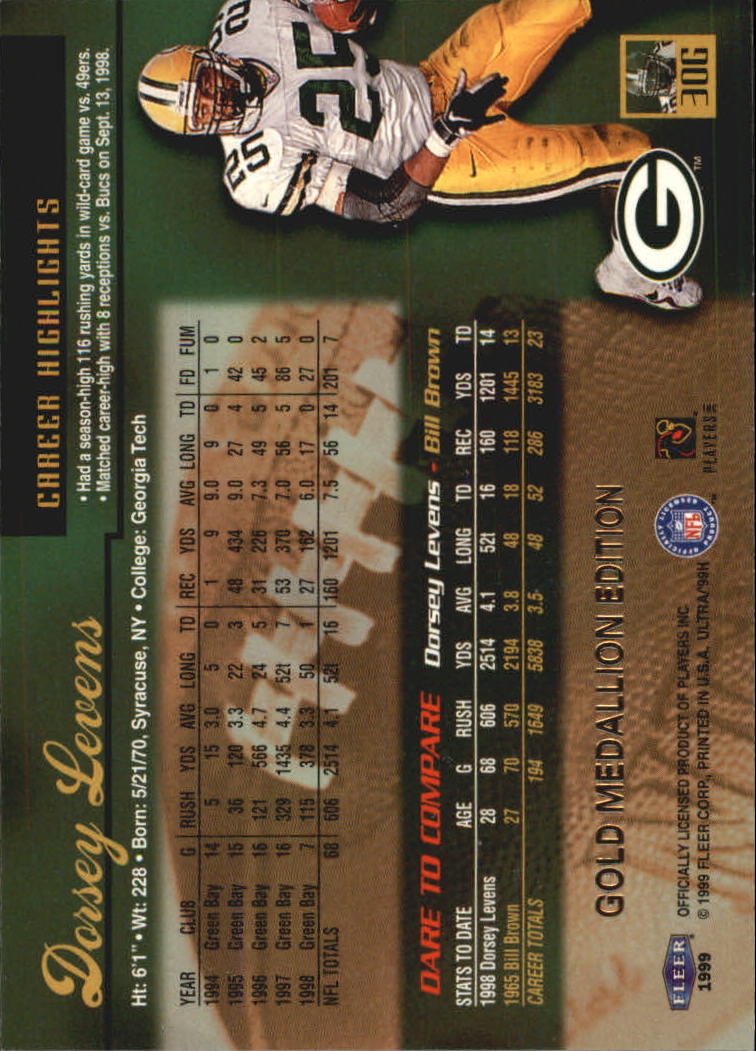 Dorsey Levens
CAREER HIGHLIGHTS
• Had a season-high 116 rushing yards in wild-card game vs. 49ers.
• Matched career-high with 8 receptions vs. Bucs on Sept. 13, 1998.
Ht: 6'1" • Wt: 228 • Born: 5/21/70, Syracuse, NY • College: Georgia Tech
YEAR CLUB G RUSH YDS AVG LONG TD REC YDS AVG LONG TD FD FUM
1994 Green Bay 14 5 15 3.0 5 0 1 9 9.0 9 0 1 0
1995 Green Bay 15 36 120 3.3 22 3 48 434 9.0 27 4 42 0
1996 Green Bay 16 121 566 4.7 24 5 31 226 7.3 49 5 45 2
1997 Green Bay 16 329 1435 4.4 52t 7 53 370 7.0 56 5 86 5
1998 Green Bay 7 115 378 3.3 50 1 27 162 6.0 17 0 27 0
NFL TOTALS 68 606 2514 4.1 52t 16 160 1201 7.5 56 14 201 7
DARE TO COMPARE Dorsey Levens - Bill Brown
STATS TO DATE AGE G RUSH YDS AVG LONG TD REC YDS TD
1998 Dorsey Levens 28 68 606 2514 4.1 52t 16 160 1201 14
1965 Bill Brown 27 70 570 2194 3.8 48 18 118 1445 13
CAREER TOTALS 194 1649 5838 3.5 48 52 286 3183 23
GOLD MEDALLION EDITION
FLEER®
1999
OFFICIALLY LICENSED PRODUCT OF PLAYERS INC.
© 1999 FLEER CORP., PRINTED IN U.S.A. ULTRA/99H
OFFICIALLY LICENSED PRODUCT
NFL
™
PLAYERS INC
G
™
30G
25
25
25